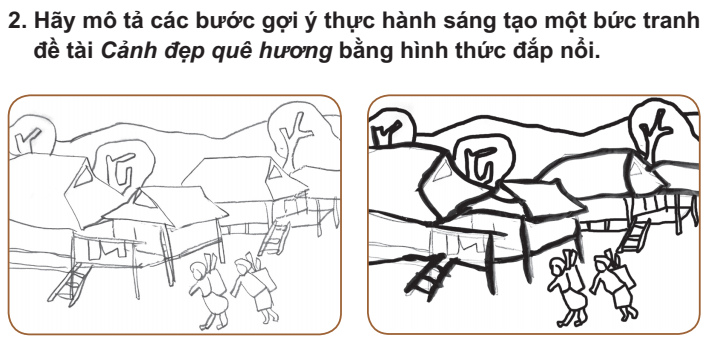 2. Hãy mô tả các bước gợi ý thực hành sáng tạo một bức tranh
đề tài Cảnh đẹp quê hương bằng hình thức đắp nổi.